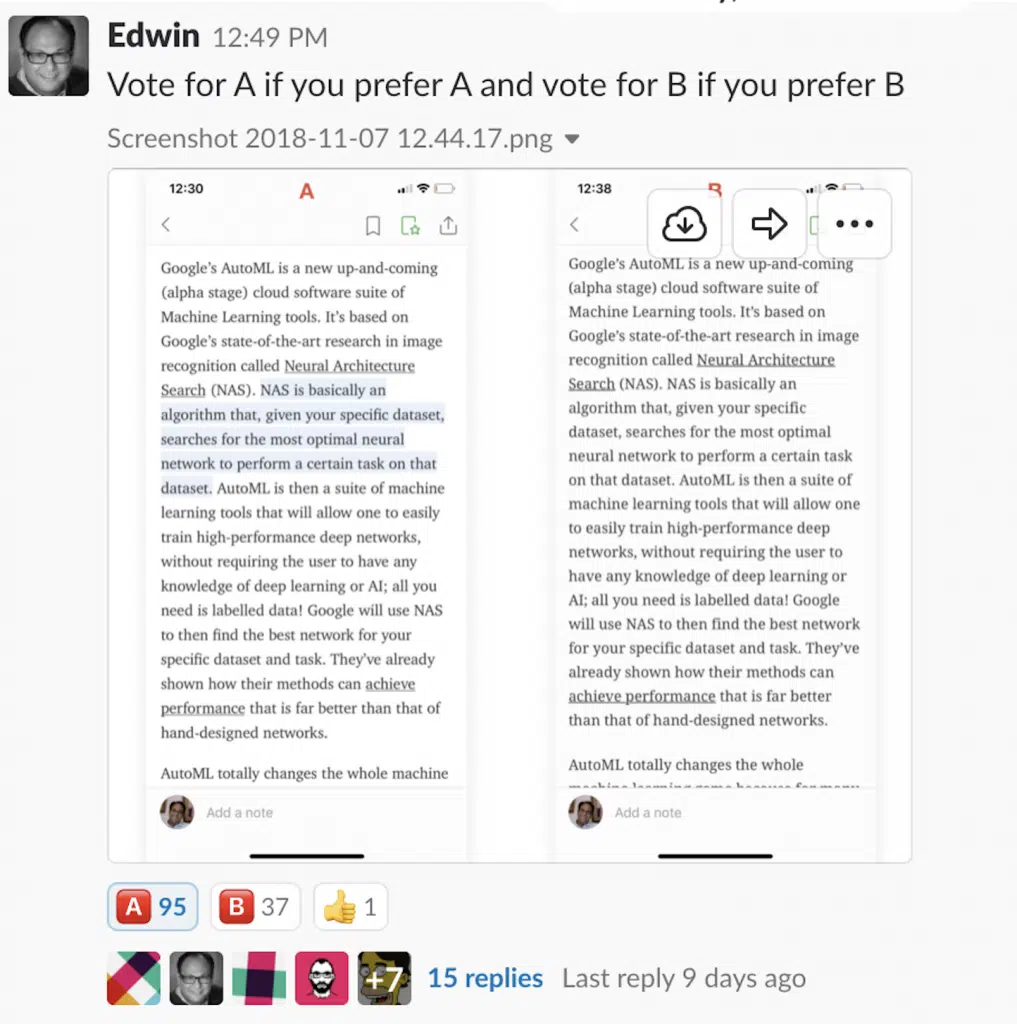 Edwin 12:49 PM
Vote for A if you prefer A and vote for B if you prefer B
Screenshot 2018-11-07 12.44.17.png
12:30 A
Google's AutoML is a new up-and-coming
(alpha stage) cloud software suite of
Machine Learning tools. It's based on
Google's state-of-the-art research in image
recognition called Neural Architecture
Search (NAS). NAS is basically an
algorithm that, given your specific dataset,
searches for the most optimal neural
network to perform a certain task on that
dataset. AutoML is then a suite of machine
learning tools that will allow one to easily
train high-performance deep networks,
without requiring the user to have any
knowledge of deep learning or AI; all you
need is labelled data! Google will use NAS
to then find the best network for your
specific dataset and task. They've already
shown how their methods can achieve
performance that is far better than that of
hand-designed networks.
AutoML totally changes the whole machine
Add a note
12:38 B
Google's AutoML is a new up-and-coming
(alpha stage) cloud software suite of
Machine Learning tools. It's based on
Google's state-of-the-art research in image
recognition called Neural Architecture
Search (NAS). NAS is basically an
algorithm that, given your specific
dataset, searches for the most optimal
neural network to perform a certain task
on that dataset. AutoML is then a suite of
machine learning tools that will allow one
to easily train high-performance deep
networks, without requiring the user to
have any knowledge of deep learning or
AI; all you need is labelled data! Google
will use NAS to then find the best network
for your specific dataset and task. They've
already shown how their methods can
achieve performance that is far better
than that of hand-designed networks.
AutoML totally changes the whole
machine learning game because for many
Add a note
A 95 B 37 1
+7 15 replies Last reply 9 days ago